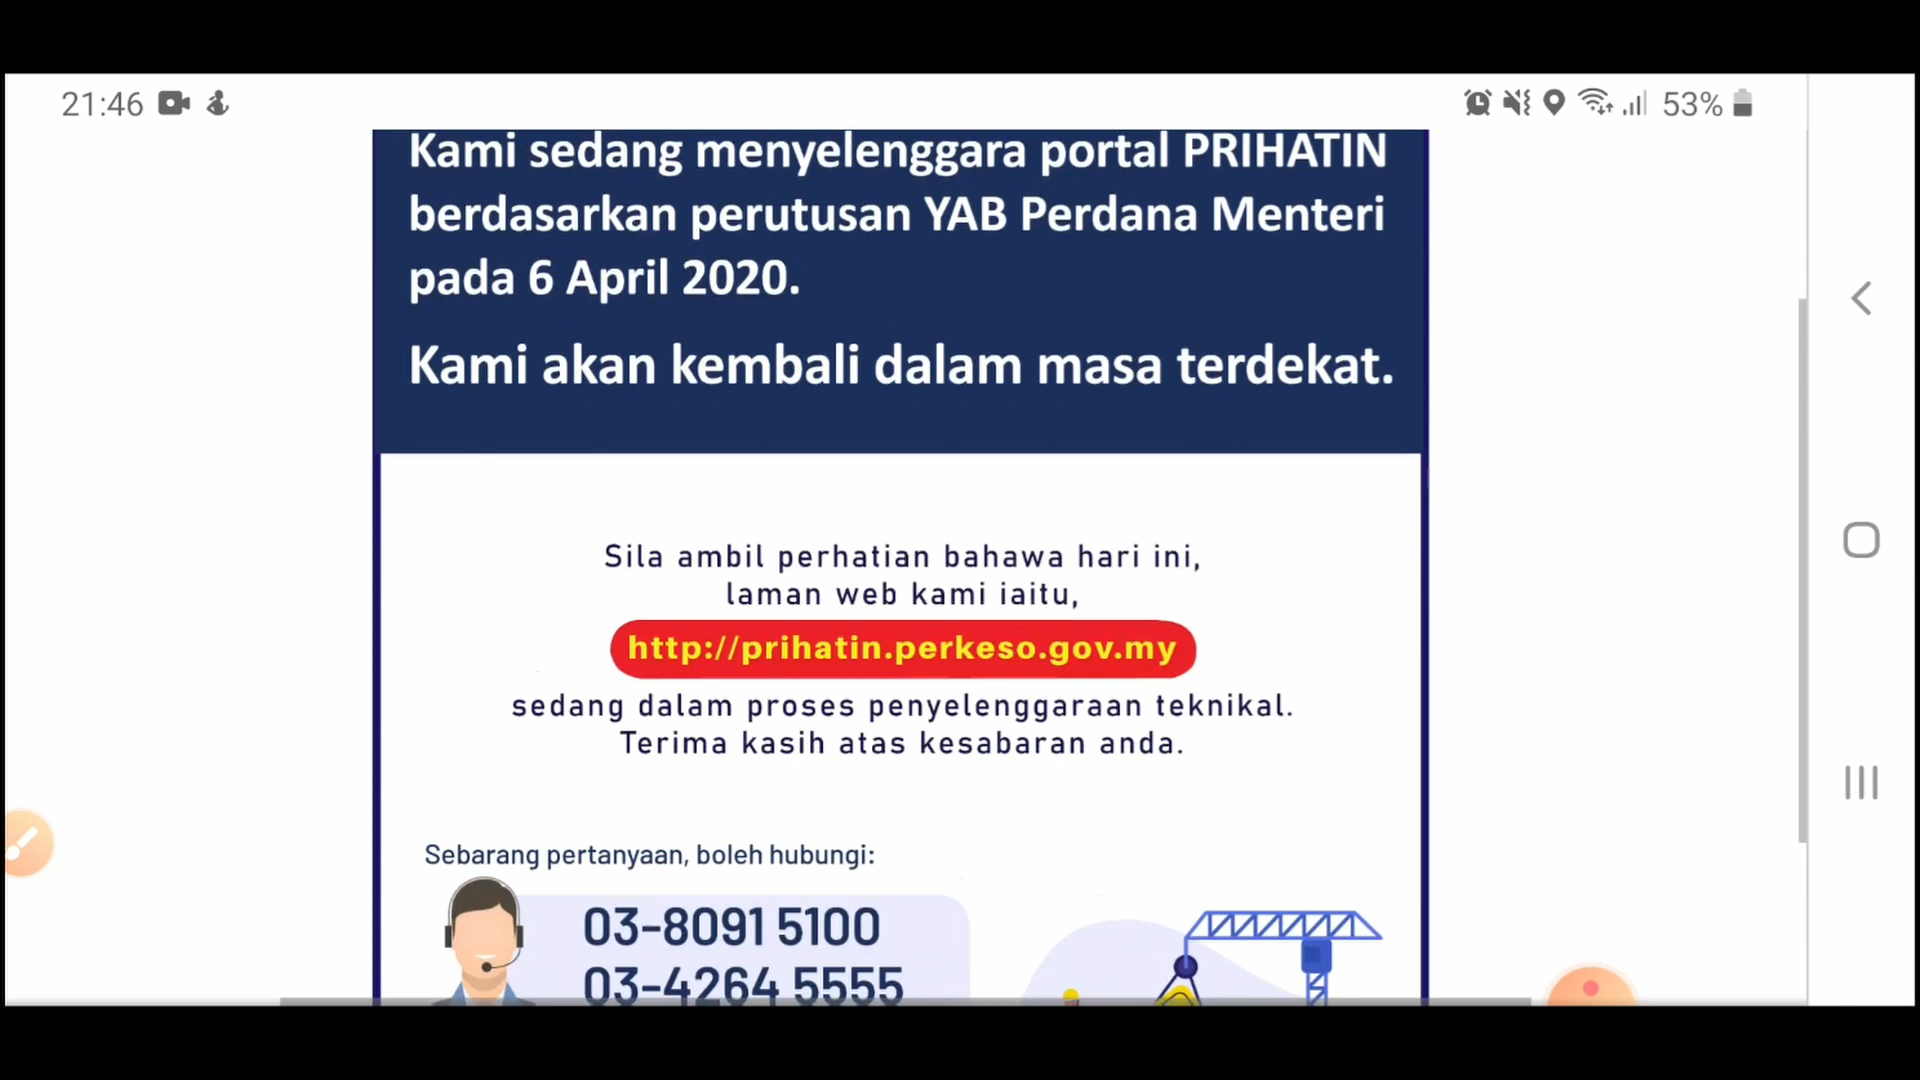 21:46
53%
Kami sedang menyelenggara portal PRIHATIN
berdasarkan perutusan YAB Perdana Menteri
pada 6 April 2020.
Kami akan kembali dalam masa terdekat.
Sila ambil perhatian bahawa hari ini,
laman web kami iaitu,
http://prihatin.perkeso.gov.my
sedang dalam proses penyelenggaraan teknikal.
Terima kasih atas kesabaran anda.
Sebarang pertanyaan, boleh hubungi:
03-8091 5100
03-4264 5555